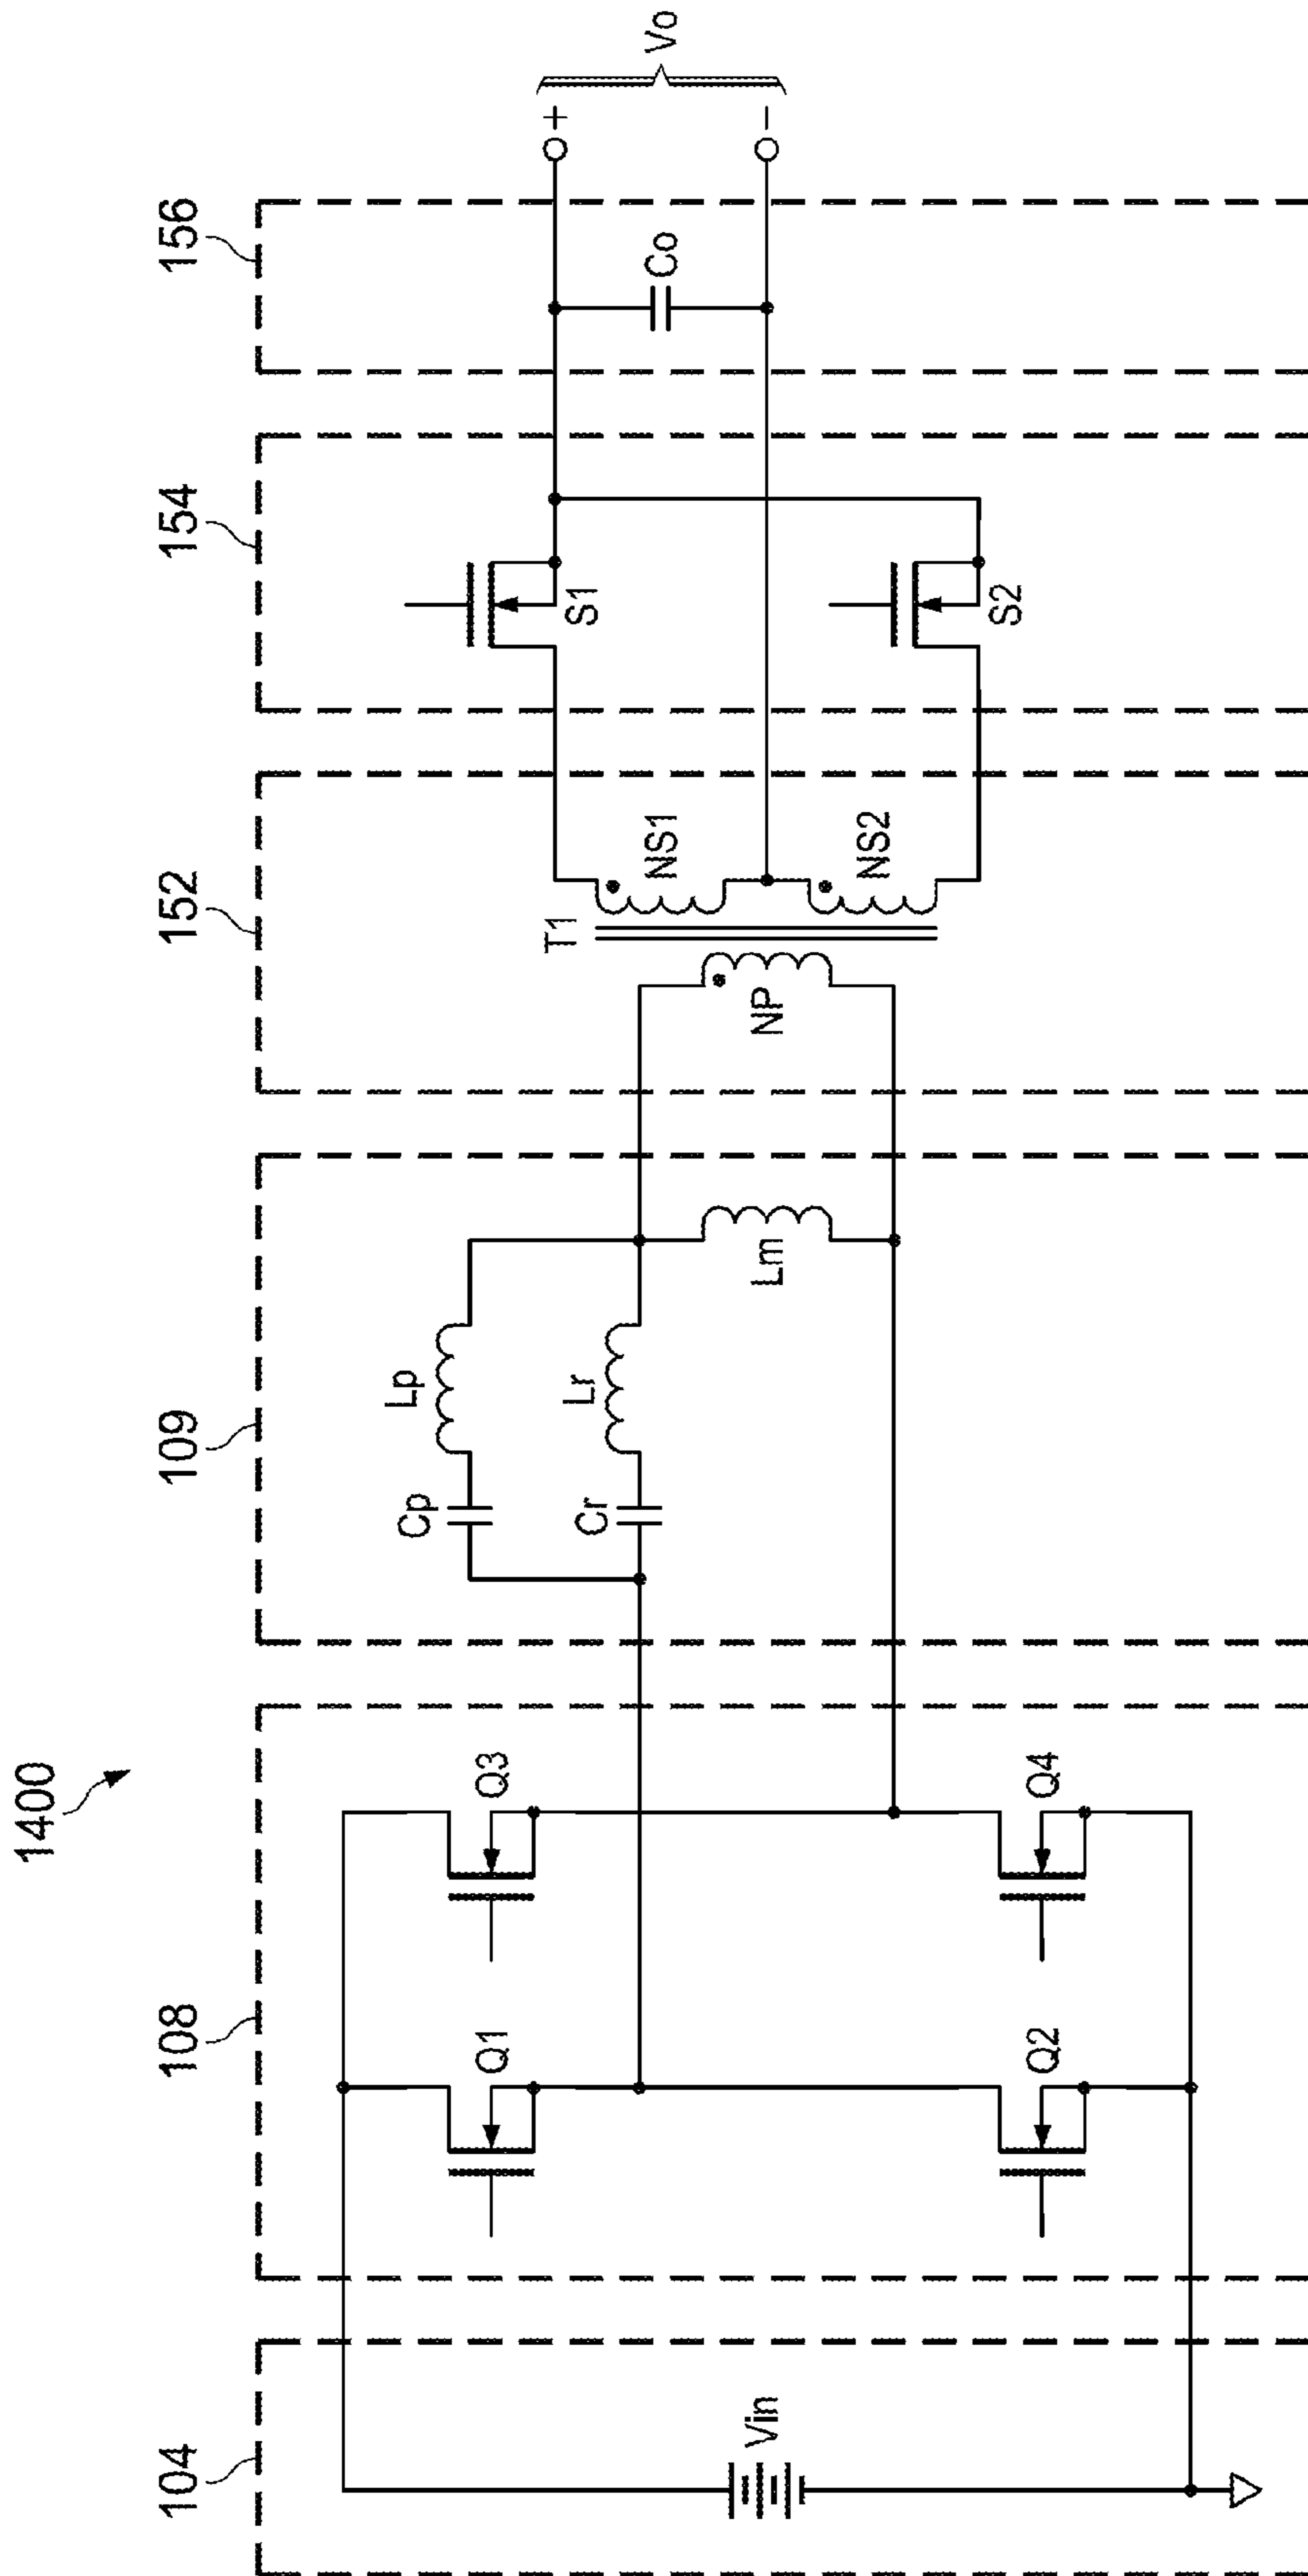 1400
104
108
109
152
154
156
Vin
Q1
Q3
Q2
Q4
Cp
Lp
Cr
Lr
Lm
T1
NP
NS1
NS2
S1
S2
Co
+
Vo
-